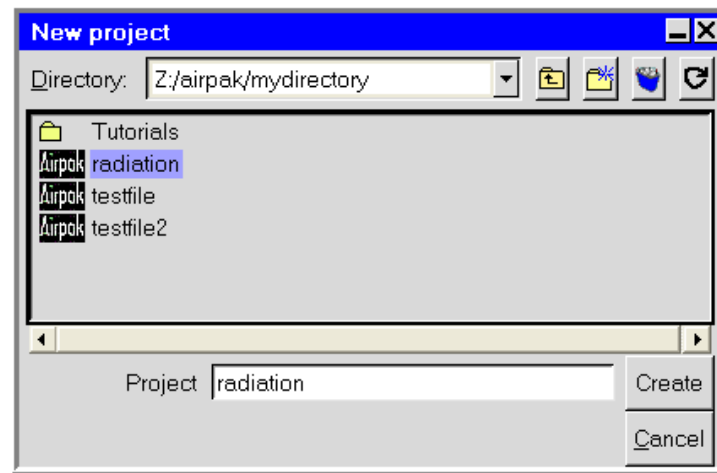 New project
Directory: Z:/airpak/mydirectory
Tutorials
Airpak radiation
Airpak testfile
Airpak testfile2
Project radiation Create
Cancel